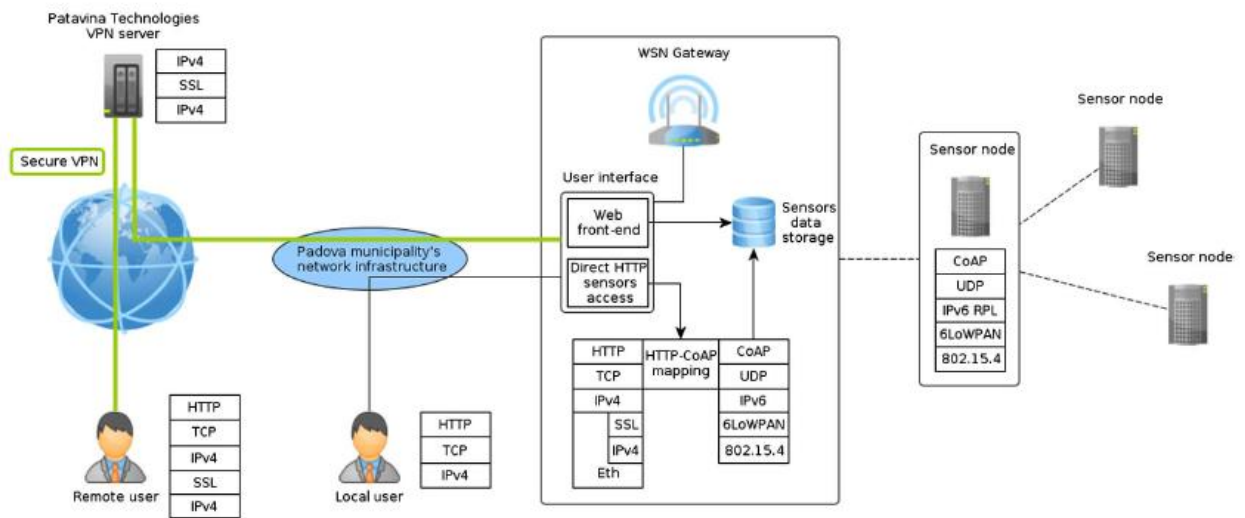 Patavina Technologies
VPN server
IPv4
SSL
IPv4
Secure VPN
Padova municipality's
network infrastructure
HTTP
TCP
IPv4
SSL
IPv4
Remote user
HTTP
TCP
IPv4
Local user
WSN Gateway
User interface
Web
front-end
Direct HTTP
sensors
access
Sensors
data
storage
HTTP
TCP
IPv4
SSL
IPv4
Eth
HTTP-CoAP
mapping
CoAP
UDP
IPv6
6LoWPAN
802.15.4
Sensor node
CoAP
UDP
IPv6 RPL
6LoWPAN
802.15.4
Sensor node
Sensor node